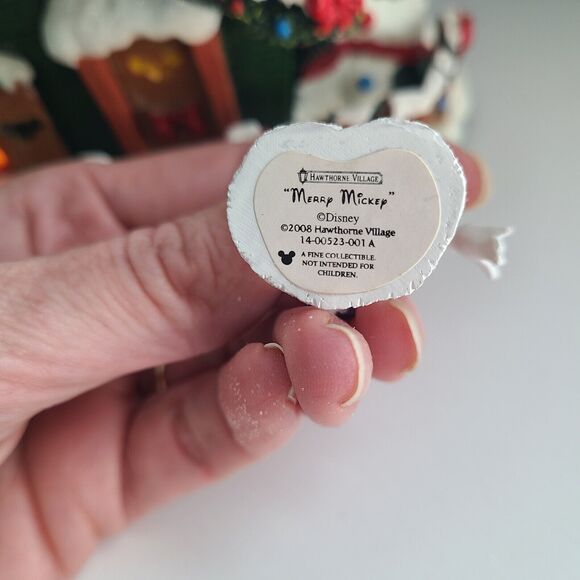 HAWTHORNE VILLAGE
"MERRY MICKEY"
©Disney
©2008 Hawthorne Village
14-00523-001 A
A FINE COLLECTIBLE.
NOT INTENDED FOR
CHILDREN.